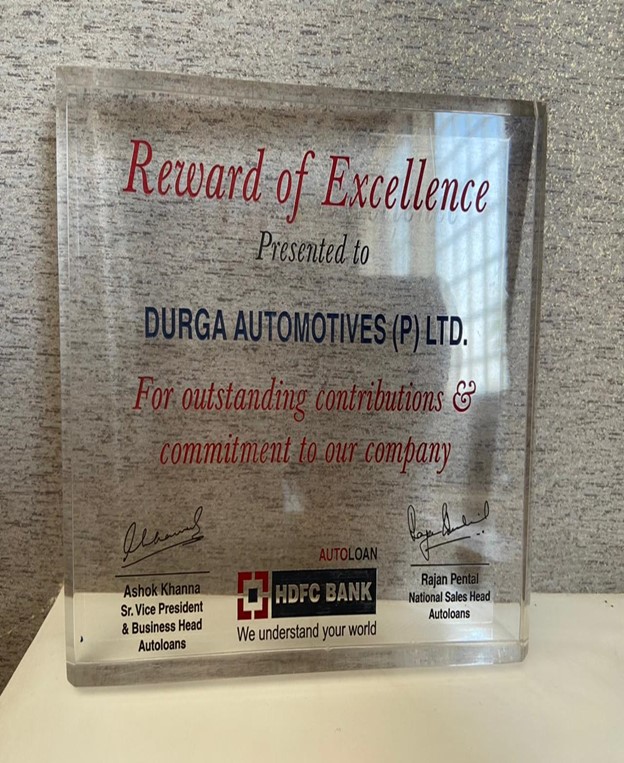 Reward of Excellence
Presented to
DURGA AUTOMOTIVES (P) LTD.
For outstanding contributions &
commitment to our company
Ashok Khanna
Sr. Vice President
& Business Head
Autoloans
AUTOLOAN
HDFC BANK
We understand your world
Rajan Pental
National Sales Head
Autoloans